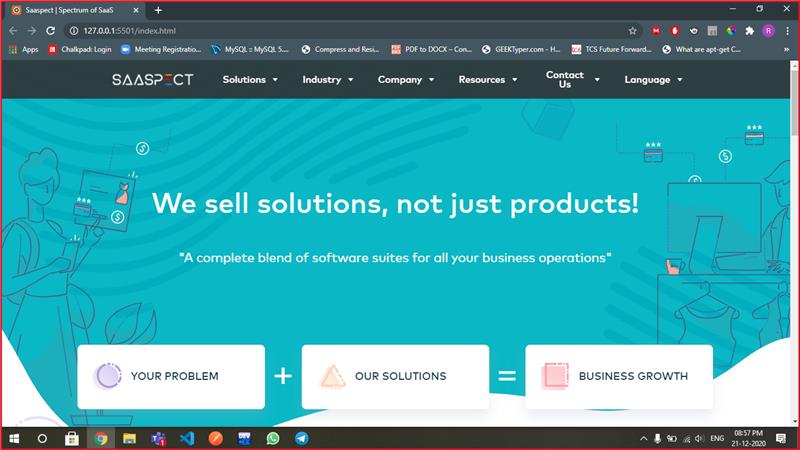 Saaspect | Spectrum of SaaS
127.0.0.1:5501/index.html
Apps Chalkpad: Login Meeting Registratio... MySQL :: MySQL 5.... Compress and Resi... PDF to DOCX – Con... GEEKTyper.com - H... TCS Future Forward... What are apt-get C...
SAASPECT Solutions Industry Company Resources Contact Us Language
We sell solutions, not just products!
"A complete blend of software suites for all your business operations"
YOUR PROBLEM + OUR SOLUTIONS = BUSINESS GROWTH
ENG 08:57 PM
21-12-2020